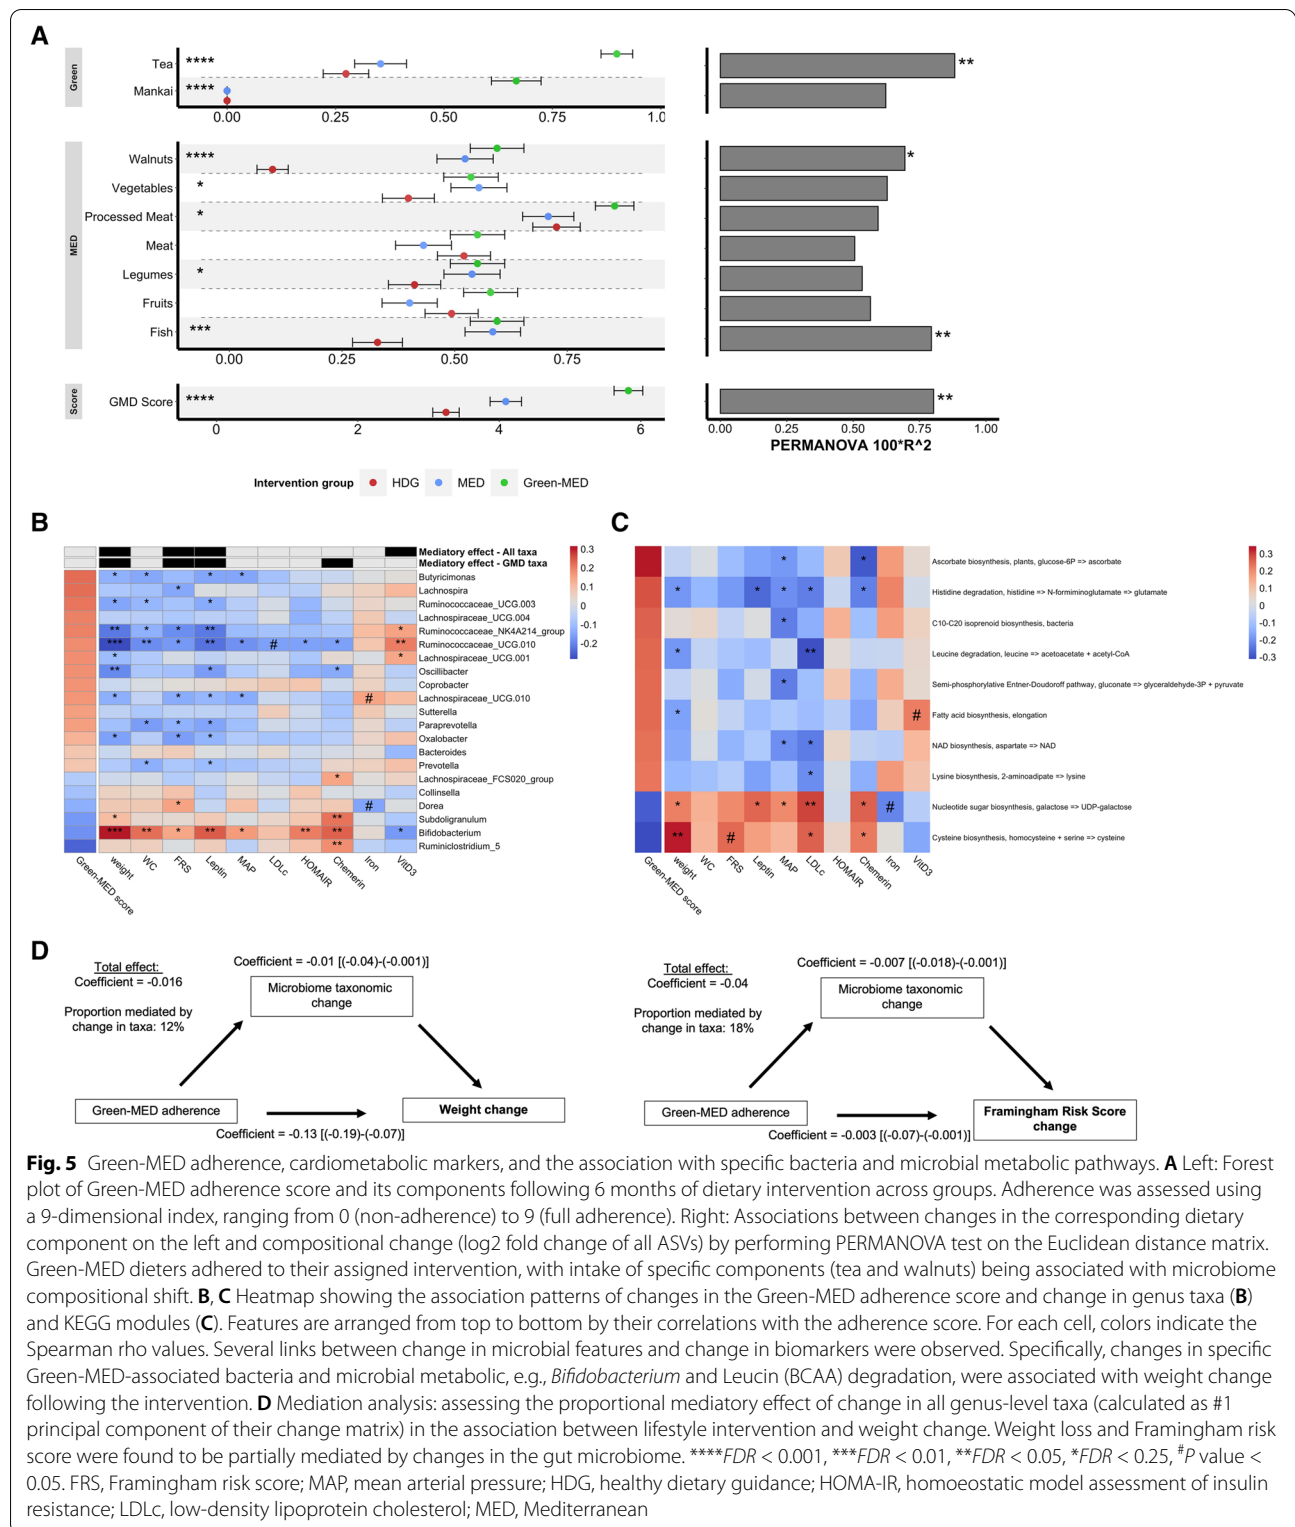 A
Green
Tea
****
**
Mankai
****
0.00 0.25 0.50 0.75 1.0
MED
Walnuts
****
*
Vegetables
*
Processed Meat
*
Meat
Legumes
*
Fruits
Fish
***
**
0.00 0.25 0.50 0.75
Score
GMD Score
****
**
0 2 4 6
0.00 0.25 0.50 0.75 1.00
PERMANOVA 100*R^2
Intervention group HDG MED Green-MED
B
Mediatory effect - All taxa
Mediatory effect - GMD taxa
Butyricimonas * * * *
Lachnospira *
Ruminococcaceae_UCG.003 * * *
Lachnospiraceae_UCG.004
Ruminococcaceae_NK4A214_group ** * * ** *
Ruminococcaceae_UCG.010 *** ** * ** * # * * **
Lachnospiraceae_UCG.001 * *
Oscillibacter ** * *
Coprobacter
Lachnospiraceae_UCG.010 * * * * #
Sutterella
Paraprevotella * * *
Oxalobacter * * *
Bacteroides
Prevotella * *
Lachnospiraceae_FCS020_group *
Collinsella
Dorea * #
Subdoligranulum * **
Bifidobacterium *** ** * ** * ** ** *
Ruminiclostridium_5 **
Green-MED score weight WC FRS Leptin MAP LDLc HOMAIR Chemerin Iron VitD3
0.3
0.2
0.1
0
-0.1
-0.2
C
Ascorbate biosynthesis, plants, glucose-6P => ascorbate * *
Histidine degradation, histidine => N-formiminoglutamate => glutamate * * * * *
C10-C20 isoprenoid biosynthesis, bacteria *
Leucine degradation, leucine => acetoacetate + acetyl-CoA * **
Semi-phosphorylative Entner-Doudoroff pathway, gluconate => glyceraldehyde-3P + pyruvate *
Fatty acid biosynthesis, elongation * #
NAD biosynthesis, aspartate => NAD * *
Lysine biosynthesis, 2-aminoadipate => lysine *
Nucleotide sugar biosynthesis, galactose => UDP-galactose * * * ** * #
Cysteine biosynthesis, homocysteine + serine => cysteine ** # * *
Green-MED score weight WC FRS Leptin MAP LDLc HOMAIR Chemerin Iron VitD3
0.3
0.2
0.1
0
-0.1
-0.2
-0.3
D
Total effect:
Coefficient = -0.016
Proportion mediated by
change in taxa: 12%
Coefficient = -0.01 [(-0.04)-(-0.001)]
Microbiome taxonomic
change
Green-MED adherence
Weight change
Coefficient = -0.13 [(-0.19)-(-0.07)]
Total effect:
Coefficient = -0.04
Proportion mediated by
change in taxa: 18%
Coefficient = -0.007 [(-0.018)-(-0.001)]
Microbiome taxonomic
change
Green-MED adherence
Framingham Risk Score
change
Coefficient = -0.003 [(-0.07)-(-0.001)]
Fig. 5 Green-MED adherence, cardiometabolic markers, and the association with specific bacteria and microbial metabolic pathways. A Left: Forest
plot of Green-MED adherence score and its components following 6 months of dietary intervention across groups. Adherence was assessed using
a 9-dimensional index, ranging from 0 (non-adherence) to 9 (full adherence). Right: Associations between changes in the corresponding dietary
component on the left and compositional change (log2 fold change of all ASVs) by performing PERMANOVA test on the Euclidean distance matrix.
Green-MED dieters adhered to their assigned intervention, with intake of specific components (tea and walnuts) being associated with microbiome
compositional shift. B, C Heatmap showing the association patterns of changes in the Green-MED adherence score and change in genus taxa (B)
and KEGG modules (C). Features are arranged from top to bottom by their correlations with the adherence score. For each cell, colors indicate the
Spearman rho values. Several links between change in microbial features and change in biomarkers were observed. Specifically, changes in specific
Green-MED-associated bacteria and microbial metabolic, e.g., Bifidobacterium and Leucin (BCAA) degradation, were associated with weight change
following the intervention. D Mediation analysis: assessing the proportional mediatory effect of change in all genus-level taxa (calculated as #1
principal component of their change matrix) in the association between lifestyle intervention and weight change. Weight loss and Framingham risk
score were found to be partially mediated by changes in the gut microbiome. ****FDR < 0.001, ***FDR < 0.01, **FDR < 0.05, *FDR < 0.25, #P value <
0.05. FRS, Framingham risk score; MAP, mean arterial pressure; HDG, healthy dietary guidance; HOMA-IR, homoeostatic model assessment of insulin
resistance; LDLc, low-density lipoprotein cholesterol; MED, Mediterranean